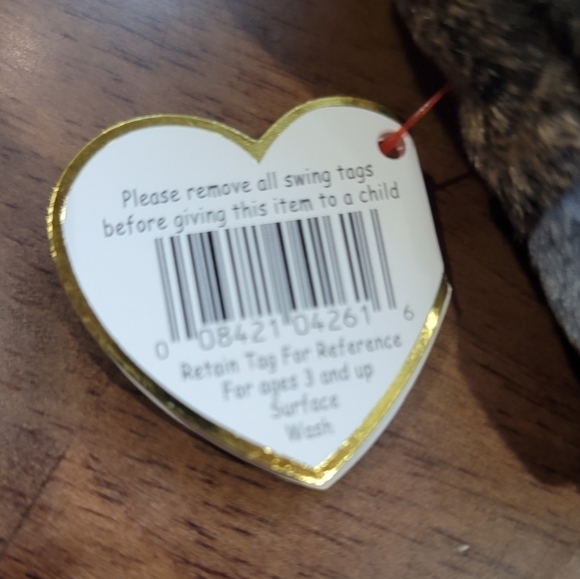 Please remove all swing tags
before giving this item to a child
0 08421 04261 6
Retain Tag For Reference
For ages 3 and up
Surface
Wash